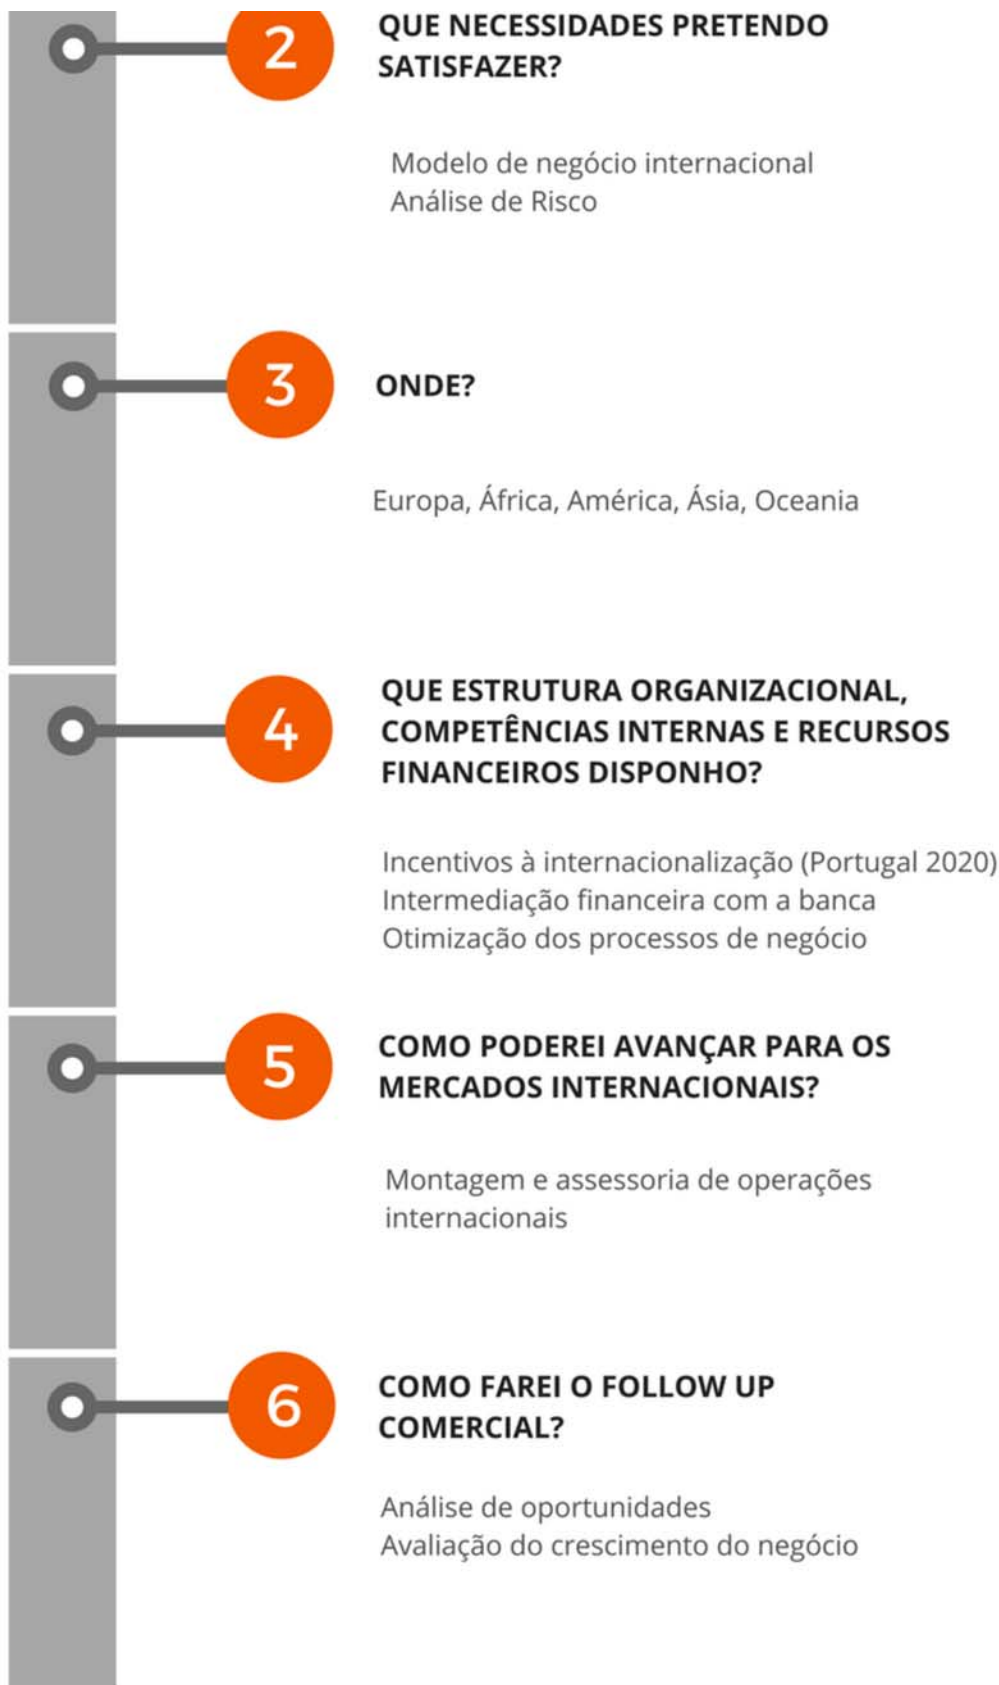 2
QUE NECESSIDADES PRETENDO
SATISFAZER?
Modelo de negócio internacional
Análise de Risco
3
ONDE?
Europa, África, América, Ásia, Oceania
4
QUE ESTRUTURA ORGANIZACIONAL,
COMPETÊNCIAS INTERNAS E RECURSOS
FINANCEIROS DISPONHO?
Incentivos à internacionalização (Portugal 2020)
Intermediação financeira com a banca
Otimização dos processos de negócio
5
COMO PODEREI AVANÇAR PARA OS
MERCADOS INTERNACIONAIS?
Montagem e assessoria de operações
internacionais
6
COMO FAREI O FOLLOW UP
COMERCIAL?
Análise de oportunidades
Avaliação do crescimento do negócio